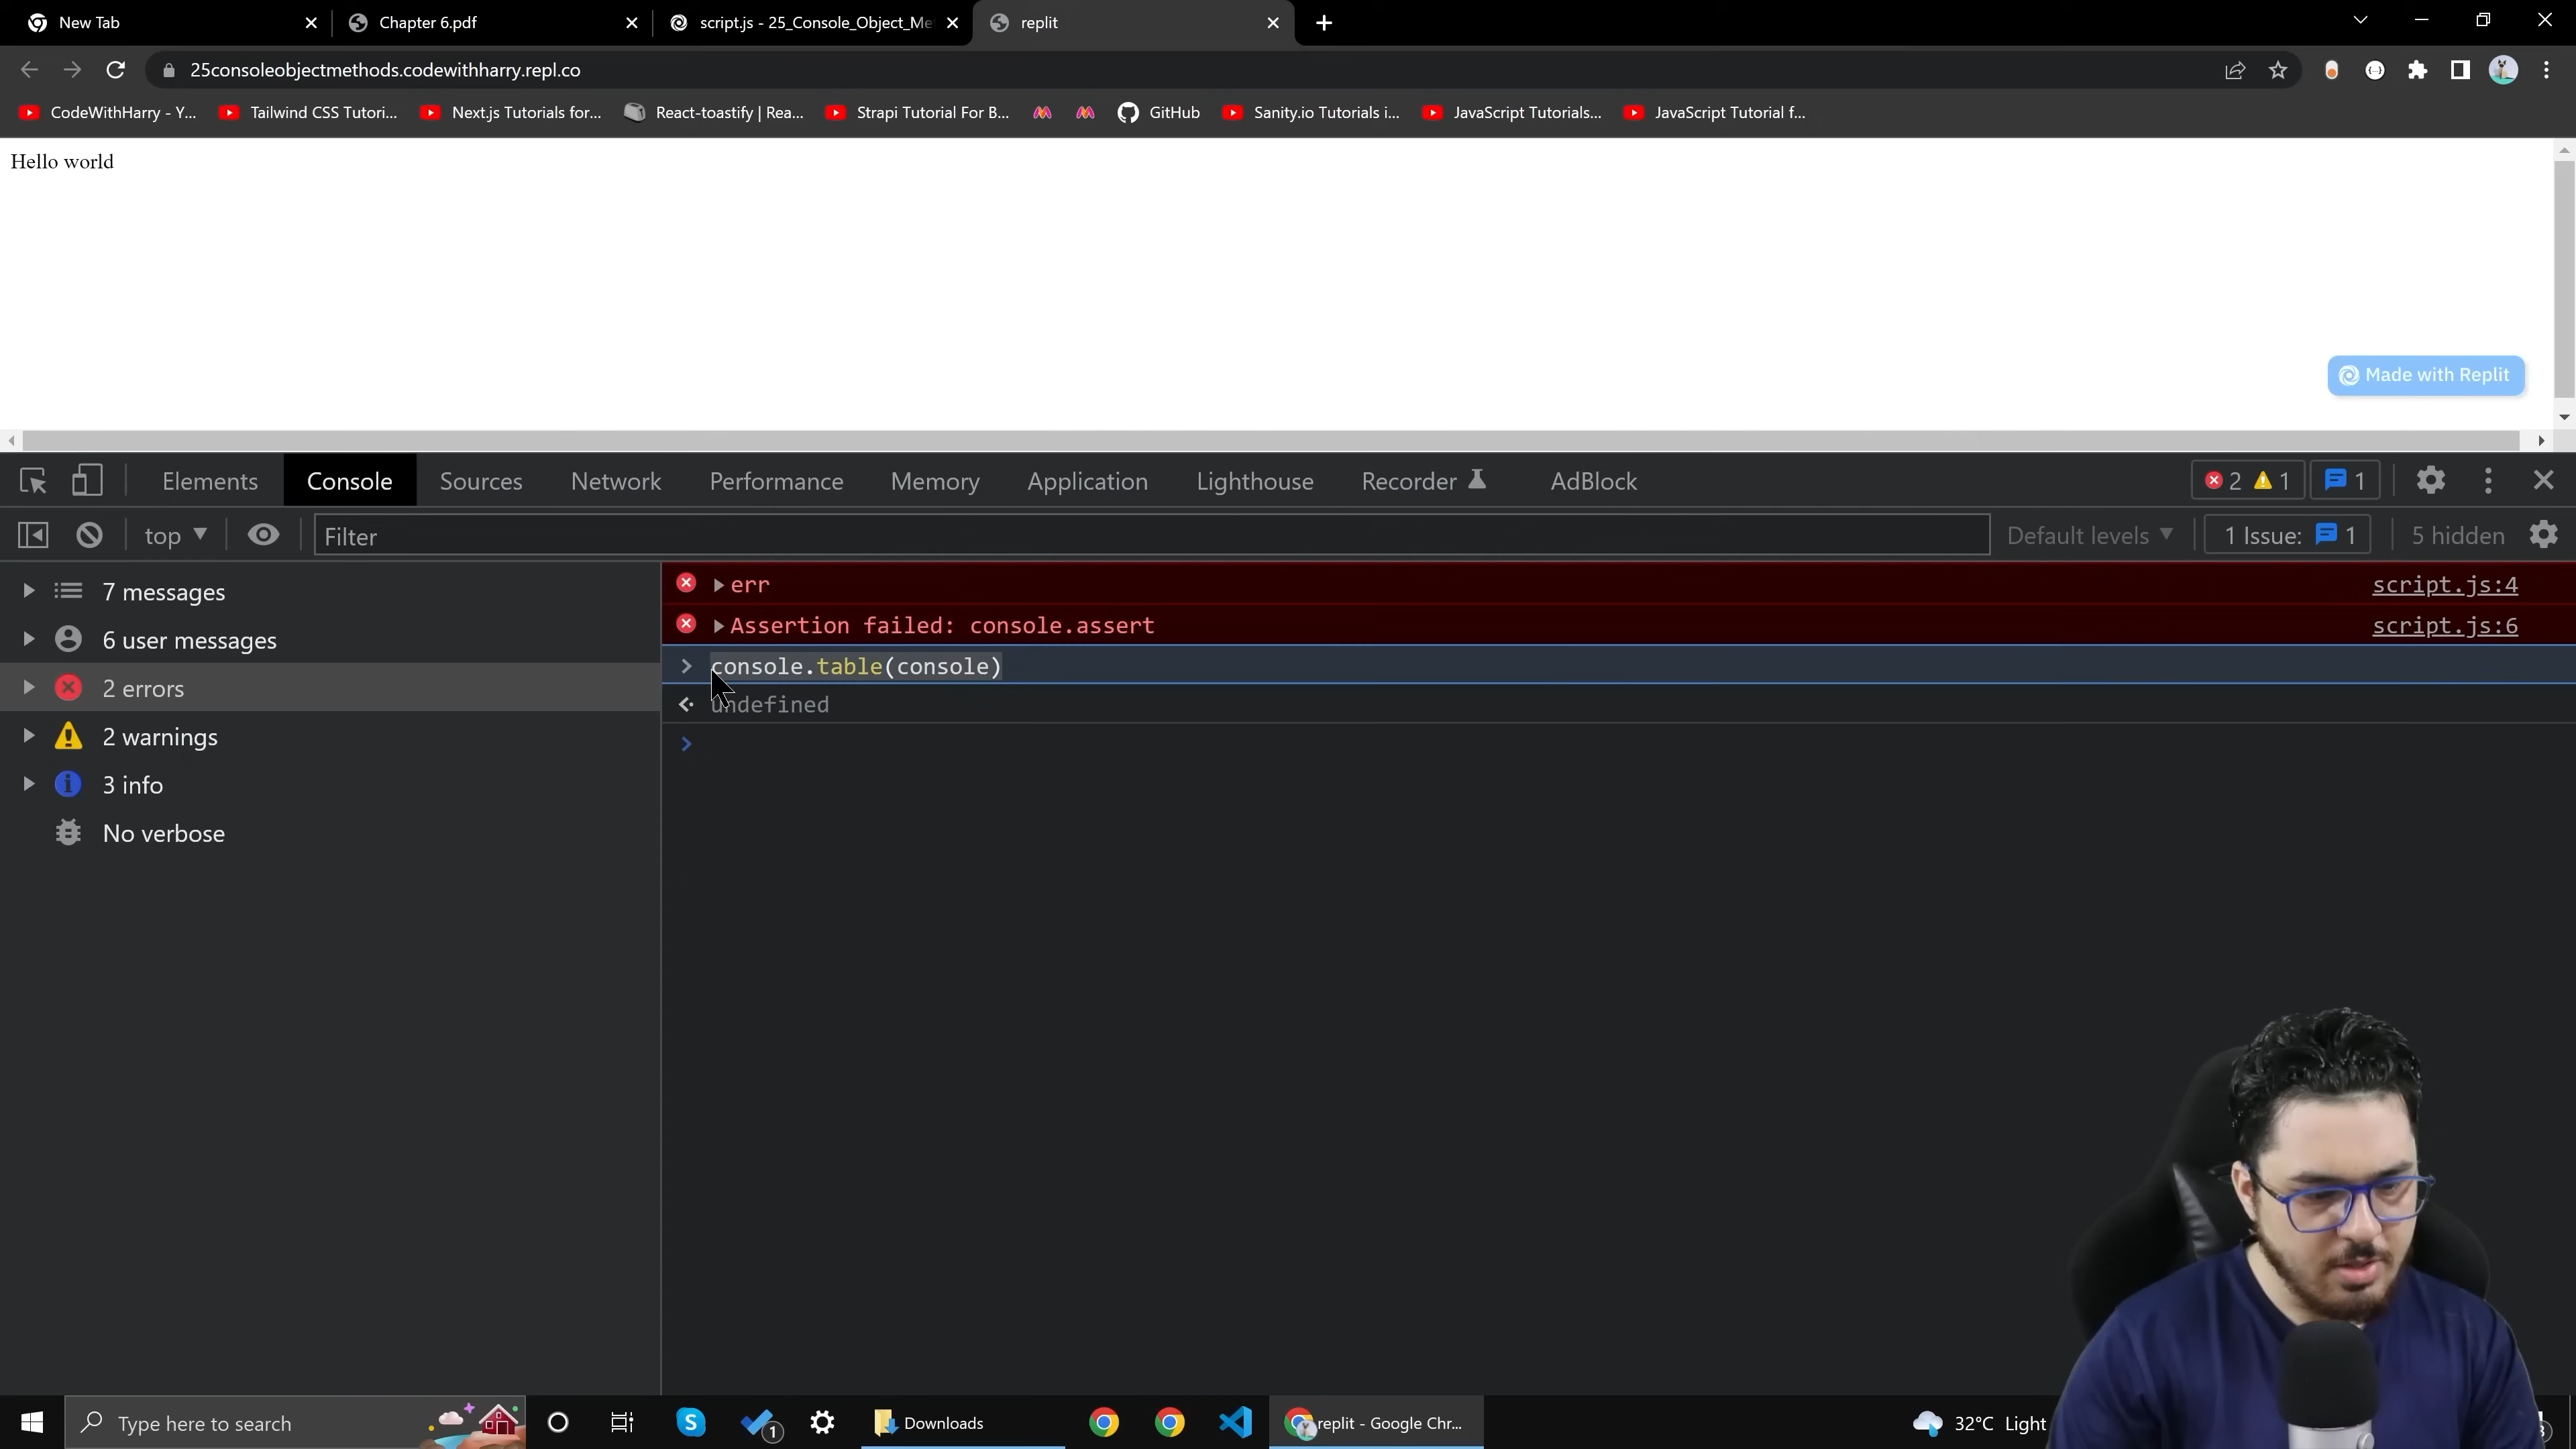 New Tab
Chapter 6.pdf
script.js - 25_Console_Object_Me
replit
25consoleobjectmethods.codewithharry.repl.co
CodeWithHarry - Y...
Tailwind CSS Tutori...
Next.js Tutorials for...
React-toastify | Rea...
Strapi Tutorial For B...
GitHub
Sanity.io Tutorials i...
JavaScript Tutorials...
JavaScript Tutorial f...
Hello world
Made with Replit
Elements
Console
Sources
Network
Performance
Memory
Application
Lighthouse
Recorder
AdBlock
2
1
1
top
Filter
Default levels
1 Issue:
1
5 hidden
7 messages
6 user messages
2 errors
2 warnings
3 info
No verbose
err
script.js:4
Assertion failed: console.assert
script.js:6
console.table(console)
undefined
Type here to search
1
Downloads
replit - Google Chr...
32°C Light